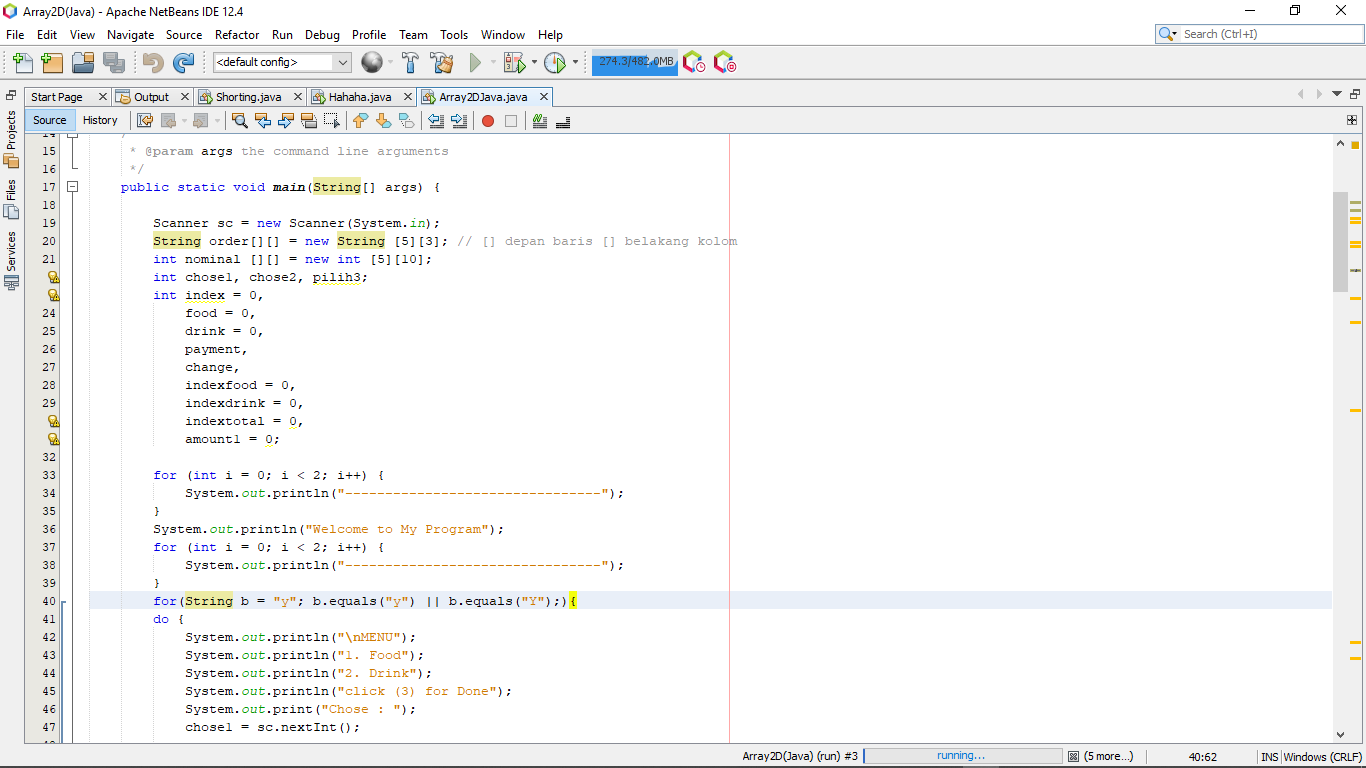 Array2D(Java) - Apache NetBeans IDE 12.4
File Edit View Navigate Source Refactor Run Debug Profile Team Tools Window Help
Search (Ctrl+I)
<default config>
274.3/482.0MB
Start Page Output Shorting.java Hahaha.java Array2DJava.java
Source History
Projects
Files
Services
15 * @param args the command line arguments
16 */
17 public static void main(String[] args) {
18
19 Scanner sc = new Scanner(System.in);
20 String order[][] = new String [5][3]; // [] depan baris [] belakang kolom
21 int nominal [][] = new int [5][10];
int chose1, chose2, pilih3;
int index = 0,
24 food = 0,
25 drink = 0,
26 payment,
27 change,
28 indexfood = 0,
29 indexdrink = 0,
indextotal = 0,
amount1 = 0;
32
33 for (int i = 0; i < 2; i++) {
34 System.out.println("--------------------------------");
35 }
36 System.out.println("Welcome to My Program");
37 for (int i = 0; i < 2; i++) {
38 System.out.println("--------------------------------");
39 }
40 for(String b = "y"; b.equals("y") || b.equals("Y");){
41 do {
42 System.out.println("\nMENU");
43 System.out.println("1. Food");
44 System.out.println("2. Drink");
45 System.out.println("click (3) for Done");
46 System.out.print("Chose : ");
47 chose1 = sc.nextInt();
Array2D(Java) (run) #3 running... (5 more...) 40:62 INS Windows (CRLF)